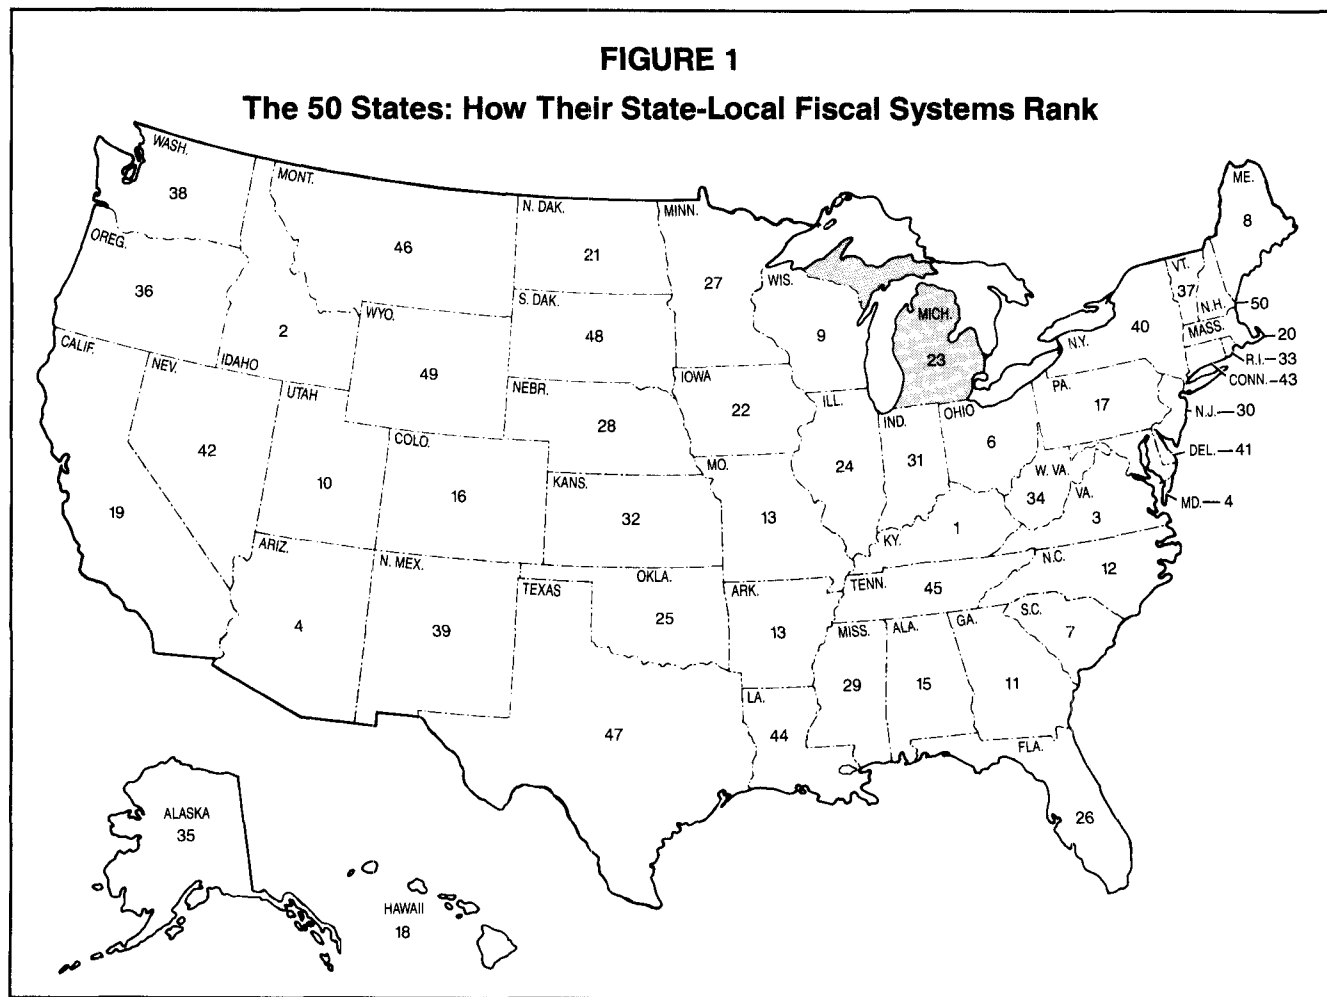 FIGURE 1
The 50 States: How Their State-Local Fiscal Systems Rank
WASH.
38
MONT.
46
N. DAK.
21
MINN.
27
ME.
8
OREG.
36
IDAHO
2
WYO.
49
S. DAK.
48
WIS.
9
MICH.
23
VT.
37
N.H.
50
MASS.
20
N.Y.
40
R.I.—33
CONN.—43
CALIF.
19
NEV.
42
UTAH
10
COLO.
16
NEBR.
28
IOWA
22
ILL.
24
IND.
31
OHIO
6
PA.
17
N.J.—30
DEL.—41
MD.—4
KANS.
32
MO.
13
KY.
1
W. VA.
34
VA.
3
ARIZ.
4
N. MEX.
39
TEXAS
47
OKLA.
25
ARK.
13
TENN.
45
N.C.
12
S.C.
7
MISS.
29
ALA.
15
GA.
11
LA.
44
FLA.
26
ALASKA
35
HAWAII
18